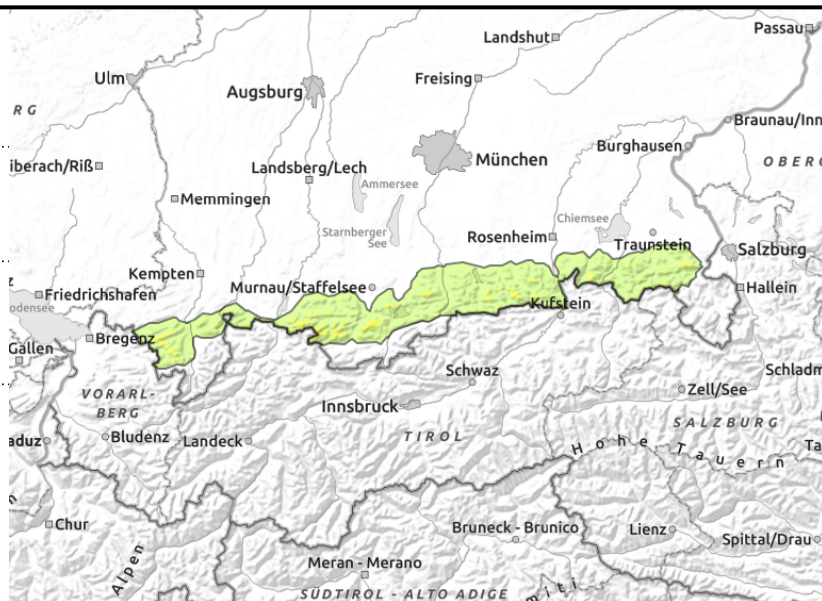 Passau
Landshut
Ulm
Freising
Augsburg
RG
Braunau/Inn
Burghausen
OBERÖ
iberach/Riß
Landsberg/Lech
München
Ammersee
Memmingen
Starnberger
See
Chiemsee
Rosenheim
Traunstein
Salzburg
Kempten
Murnau/Staffelsee
Hallein
Friedrichshafen
odensee
Kufstein
Bregenz
Gallen
Schwaz
Schladm
VORARL-
BERG
Innsbruck
Zell/See
SALZBURG
aduz
Bludenz
Landeck
TIROL
Hohe Tauern
Ta
Chur
Bruneck - Brunico
Lienz
Spittal/Drau
Alpen
Meran - Merano
SÜDTIROL - ALTO ADIGE
miti